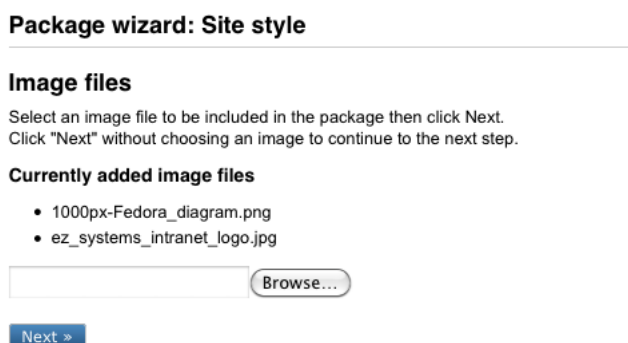 Package wizard: Site style
Image files
Select an image file to be included in the package then click Next.
Click "Next" without choosing an image to continue to the next step.
Currently added image files
• 1000px-Fedora_diagram.png
• ez_systems_intranet_logo.jpg
Browse...
Next »